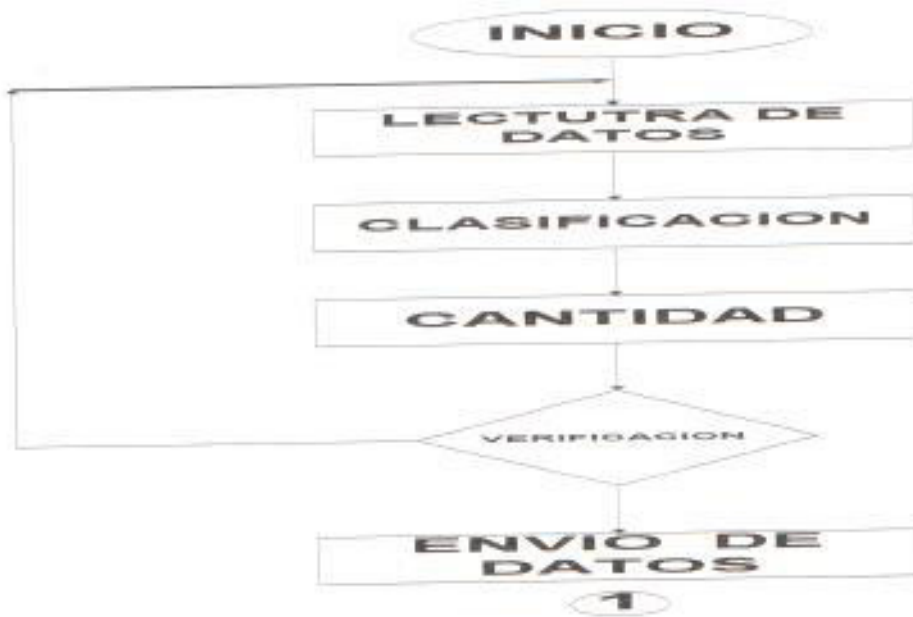 INICIO
LECTUTRA DE
DATOS
CLASIFICACION
CANTIDAD
VERIFICACION
ENVIO DE
DATOS
1